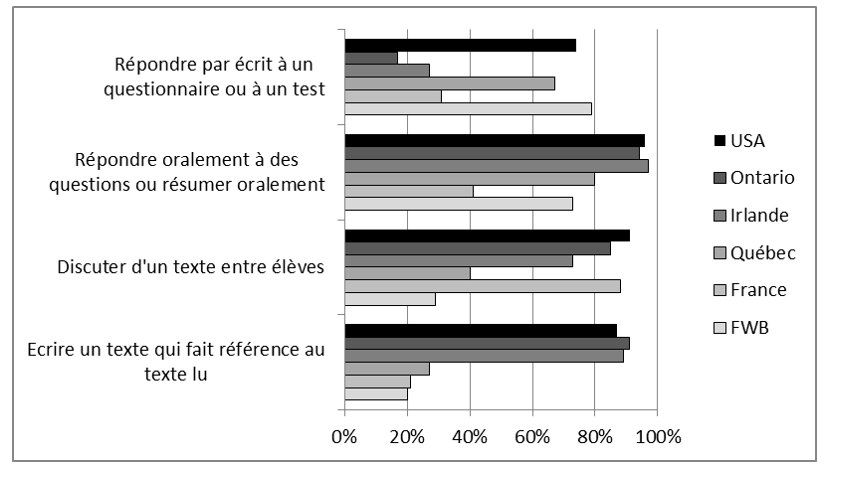 Répondre par écrit à un
questionnaire ou à un test
Répondre oralement à des
questions ou résumer oralement
Discuter d'un texte entre élèves
Ecrire un texte qui fait référence au
texte lu
0% 20% 40% 60% 80% 100%
USA
Ontario
Irlande
Québec
France
FWB